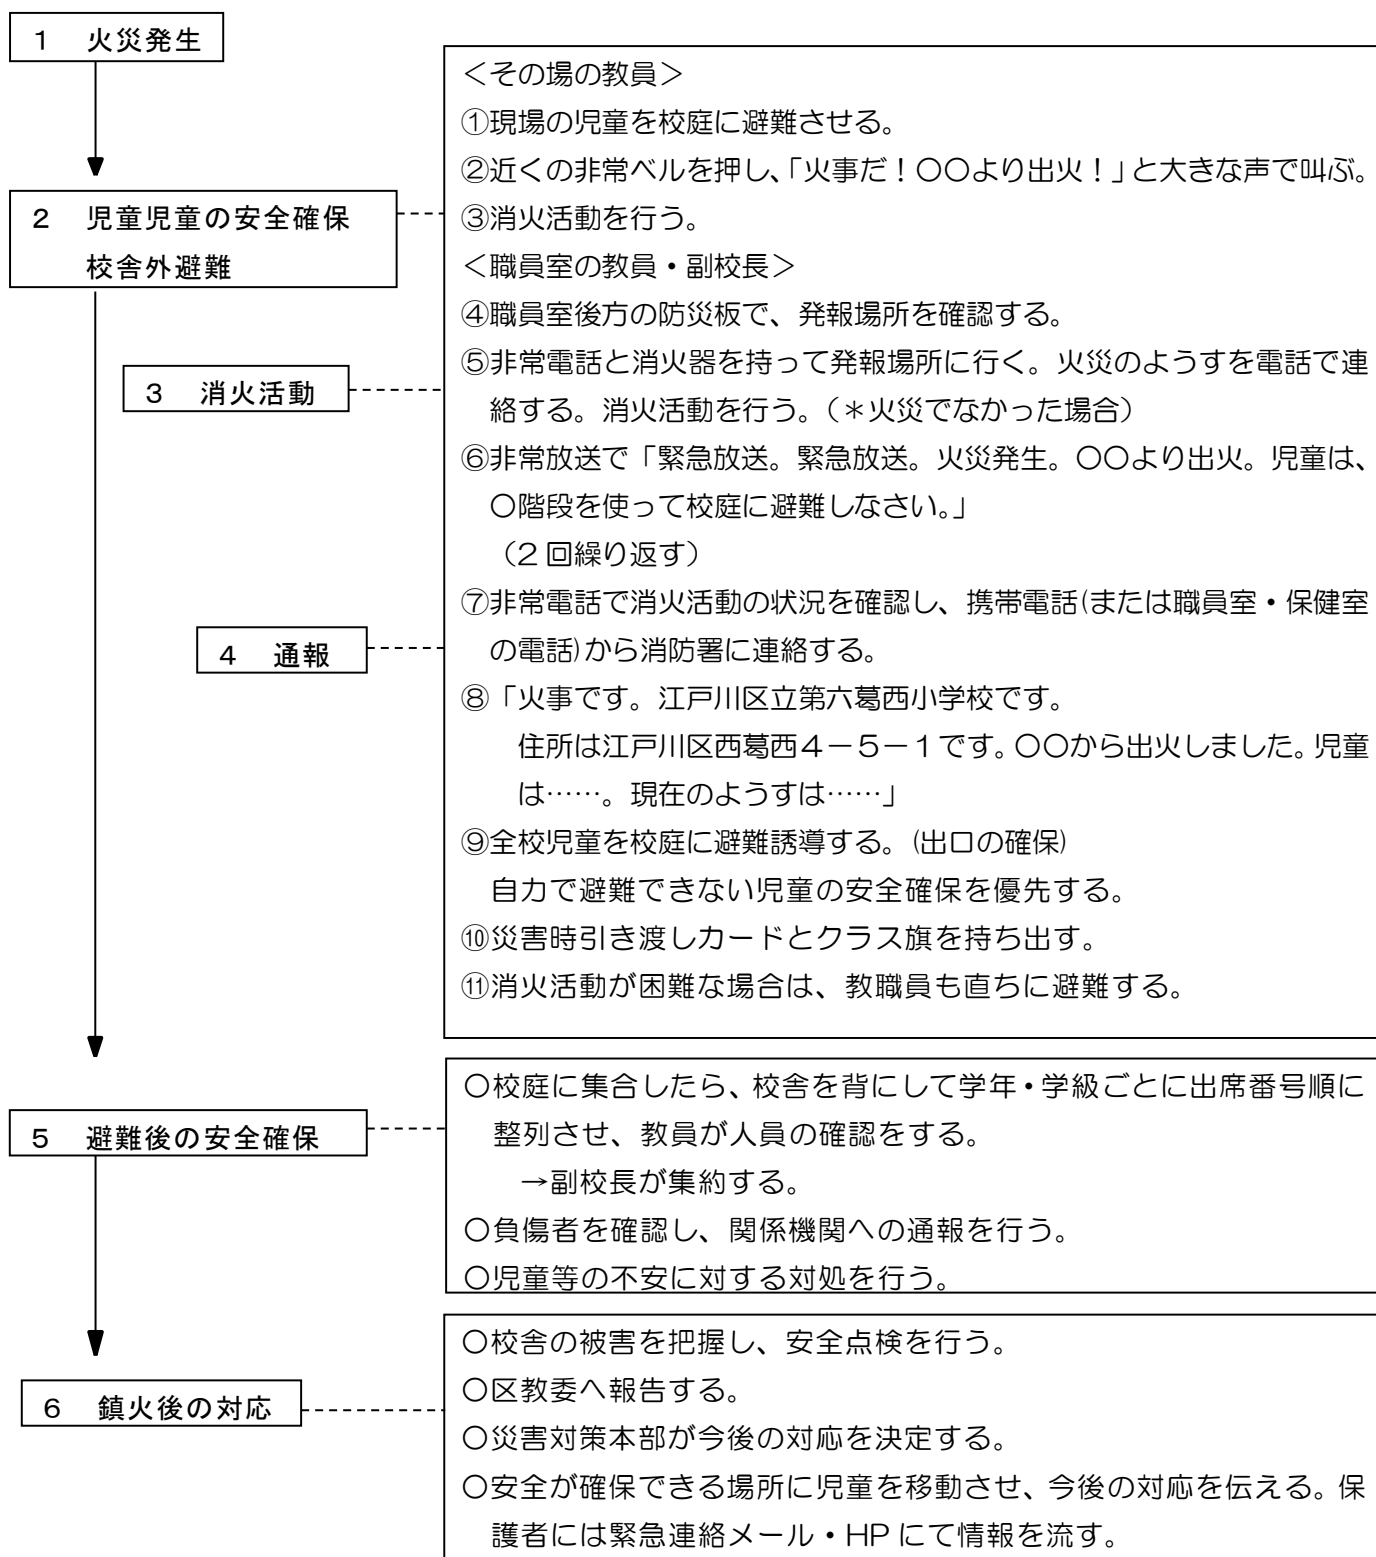 １　火災発生
２　児童児童の安全確保
校舎外避難
３　消火活動
４　通報
＜その場の教員＞
①現場の児童を校庭に避難させる。
②近くの非常ベルを押し、「火事だ！〇〇より出火！」と大きな声で叫ぶ。
③消火活動を行う。
＜職員室の教員・副校長＞
④職員室後方の防災板で、発報場所を確認する。
⑤非常電話と消火器を持って発報場所に行く。火災のようすを電話で連
絡する。消火活動を行う。（＊火災でなかった場合）
⑥非常放送で「緊急放送。緊急放送。火災発生。〇〇より出火。児童は、
〇階段を使って校庭に避難しなさい。」
（２回繰り返す）
⑦非常電話で消火活動の状況を確認し、携帯電話(または職員室・保健室
の電話)から消防署に連絡する。
⑧「火事です。江戸川区立第六葛西小学校です。
住所は江戸川区西葛西４－５－１です。〇〇から出火しました。児童
は……。現在のようすは……」
⑨全校児童を校庭に避難誘導する。(出口の確保)
自力で避難できない児童の安全確保を優先する。
⑩災害時引き渡しカードとクラス旗を持ち出す。
⑪消火活動が困難な場合は、教職員も直ちに避難する。
５　避難後の安全確保
〇校庭に集合したら、校舎を背にして学年・学級ごとに出席番号順に
整列させ、教員が人員の確認をする。
→副校長が集約する。
〇負傷者を確認し、関係機関への通報を行う。
〇児童等の不安に対する対処を行う。
６　鎮火後の対応
〇校舎の被害を把握し、安全点検を行う。
〇区教委へ報告する。
〇災害対策本部が今後の対応を決定する。
〇安全が確保できる場所に児童を移動させ、今後の対応を伝える。保
護者には緊急連絡メール・HP にて情報を流す。